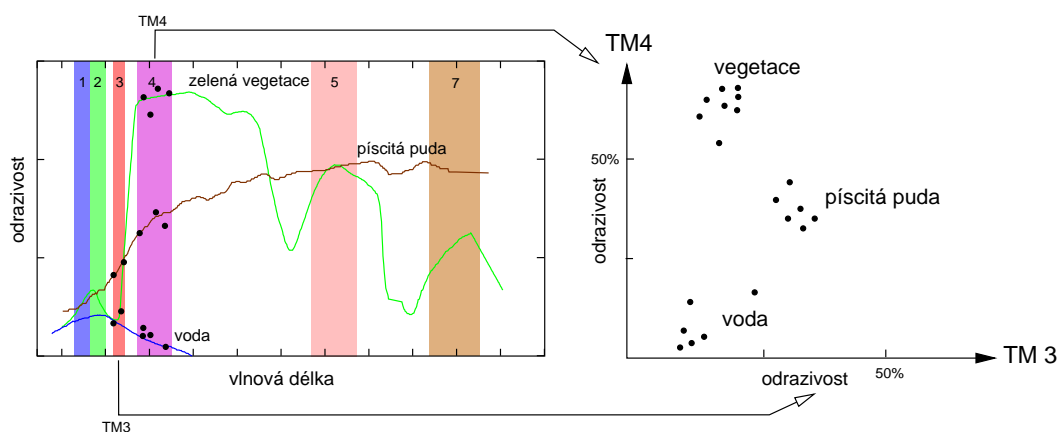 TM4
1 2 3 4 zelená vegetace 5 7
píscitá puda
odrazivost
voda
vlnová délka
TM3
TM4
vegetace
50%
píscitá puda
odrazivost
voda
TM 3
odrazivost 50%